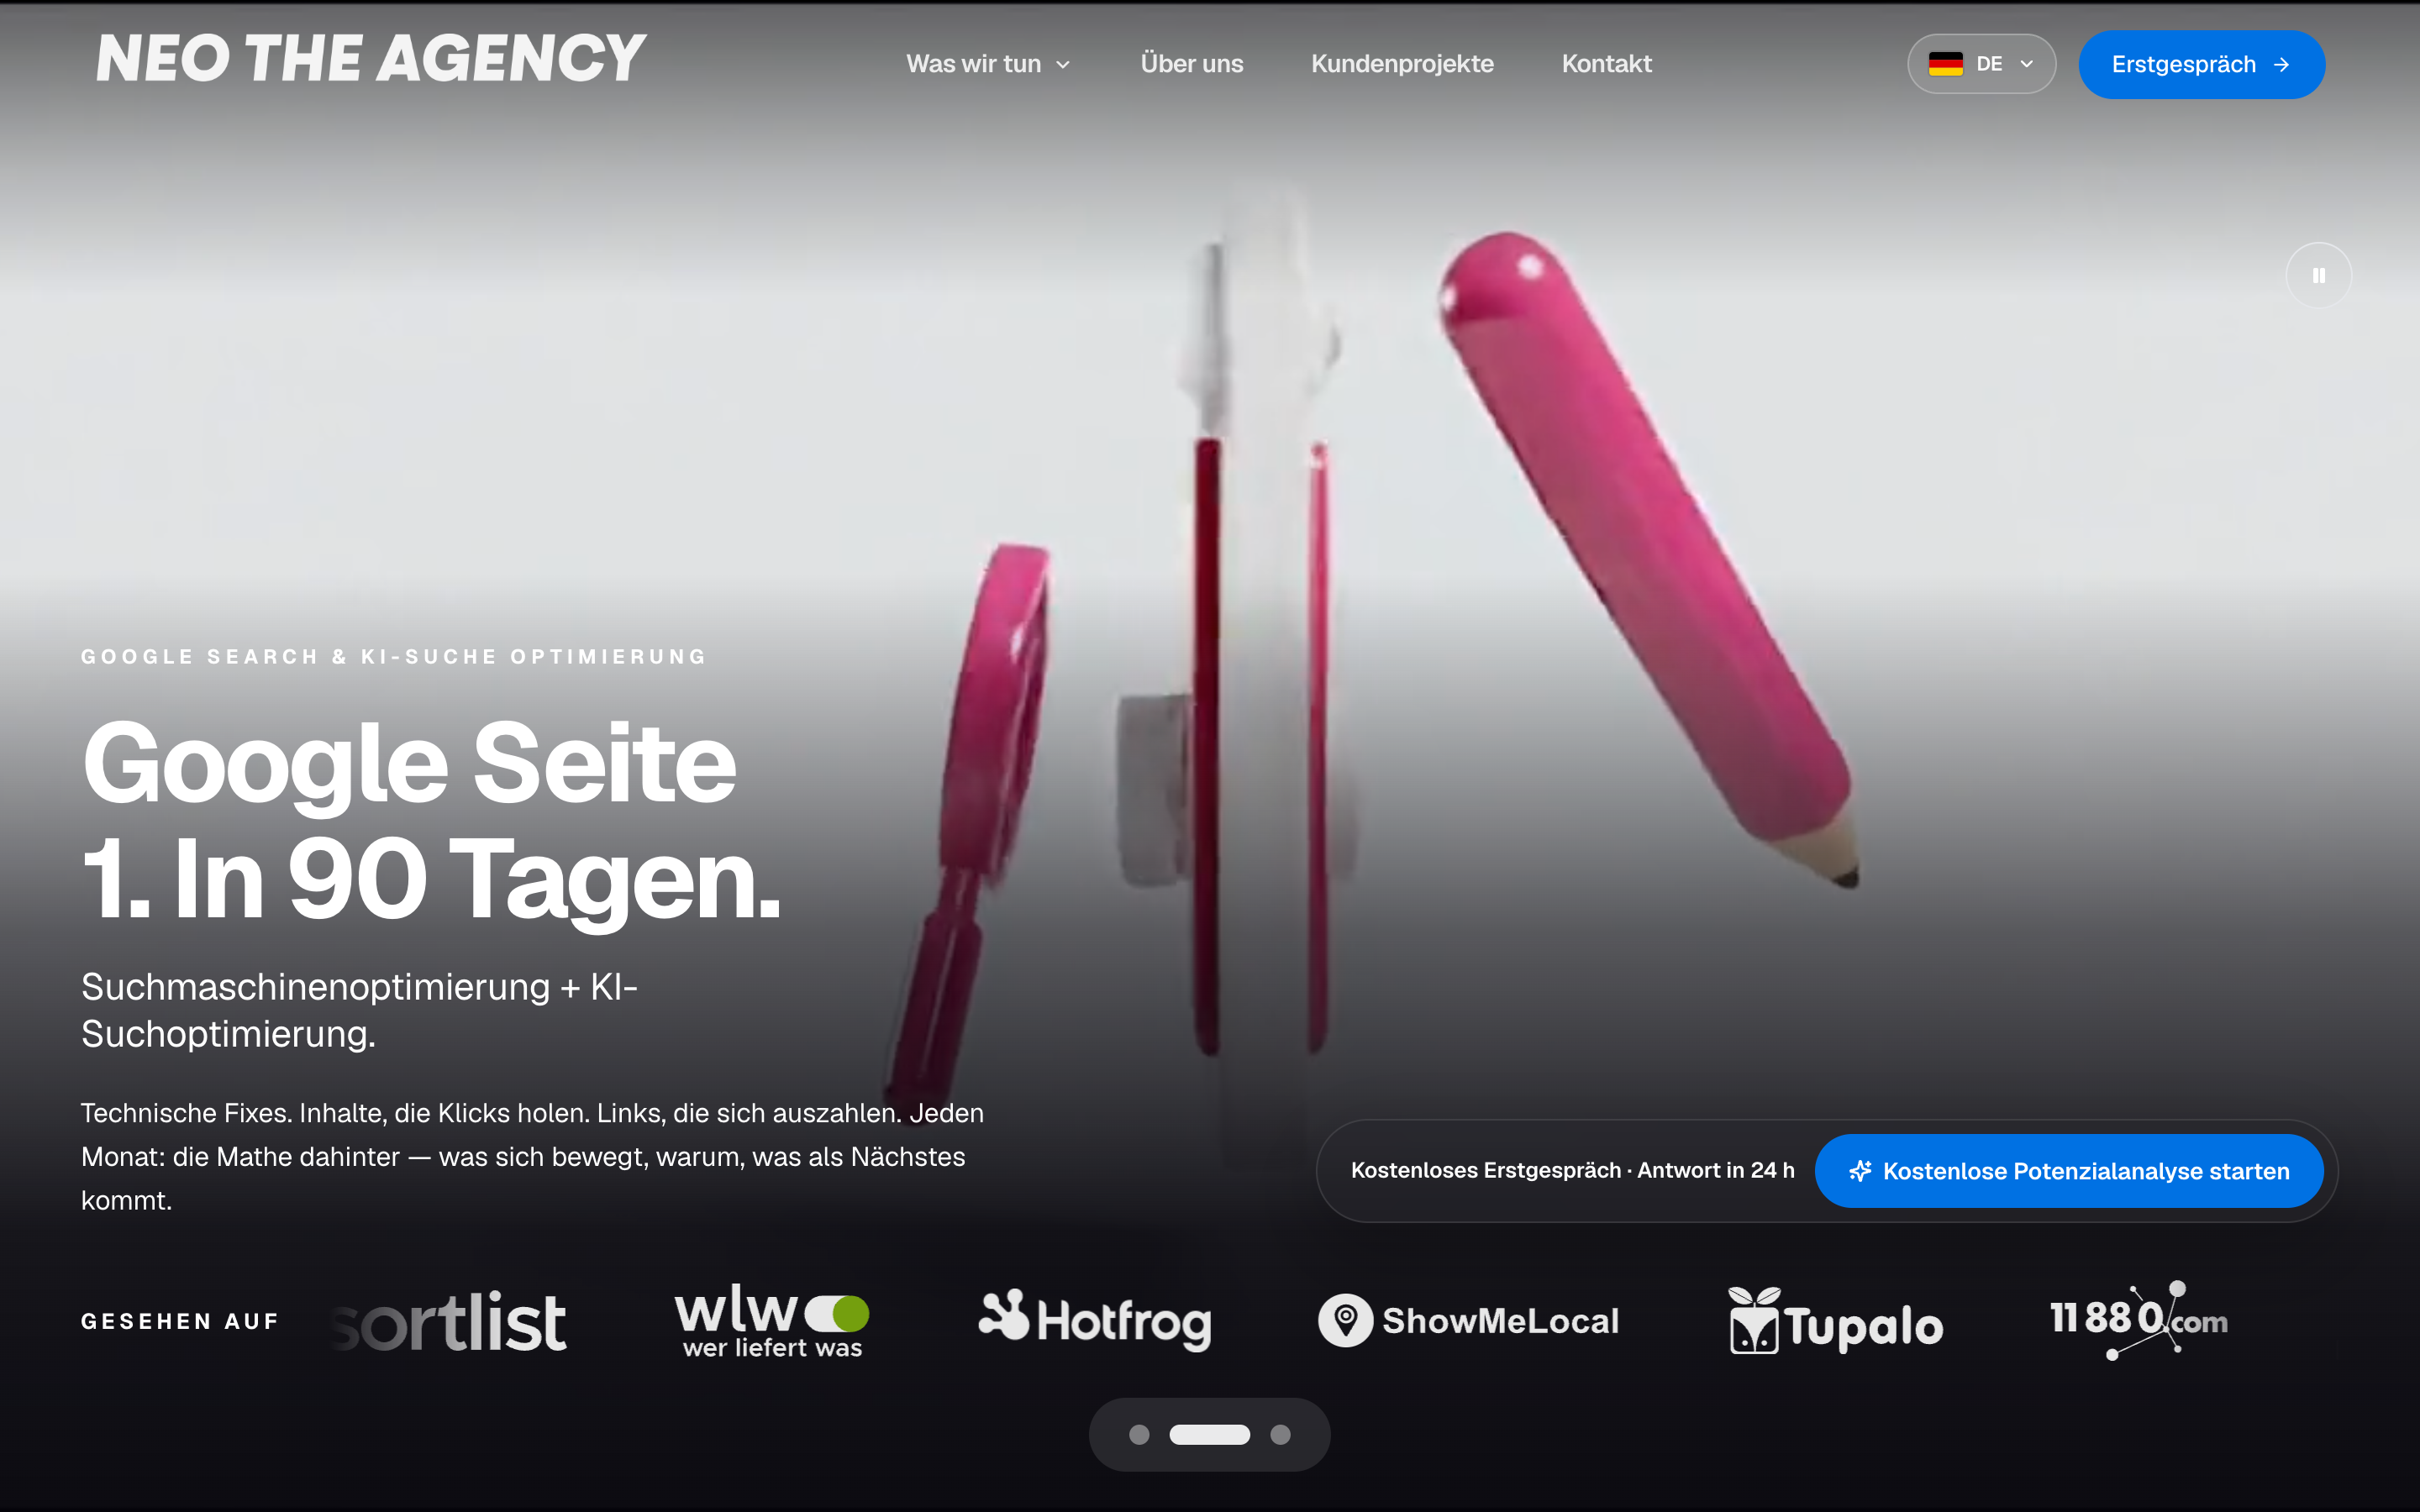 NEO THE AGENCY
Was wir tun
Über uns
Kundenprojekte
Kontakt
DE
Erstgespräch
GOOGLE SEARCH & KI-SUCHE OPTIMIERUNG
Google Seite
1. In 90 Tagen.
Suchmaschinenoptimierung + KI-
Suchoptimierung.
Technische Fixes. Inhalte, die Klicks holen. Links, die sich auszahlen. Jeden
Monat: die Mathe dahinter — was sich bewegt, warum, was als Nächstes
kommt.
Kostenloses Erstgespräch · Antwort in 24 h
Kostenlose Potenzialanalyse starten
GESEHEN AUF
sortlist
wlw
wer liefert was
Hotfrog
ShowMeLocal
Tupalo
11880.com